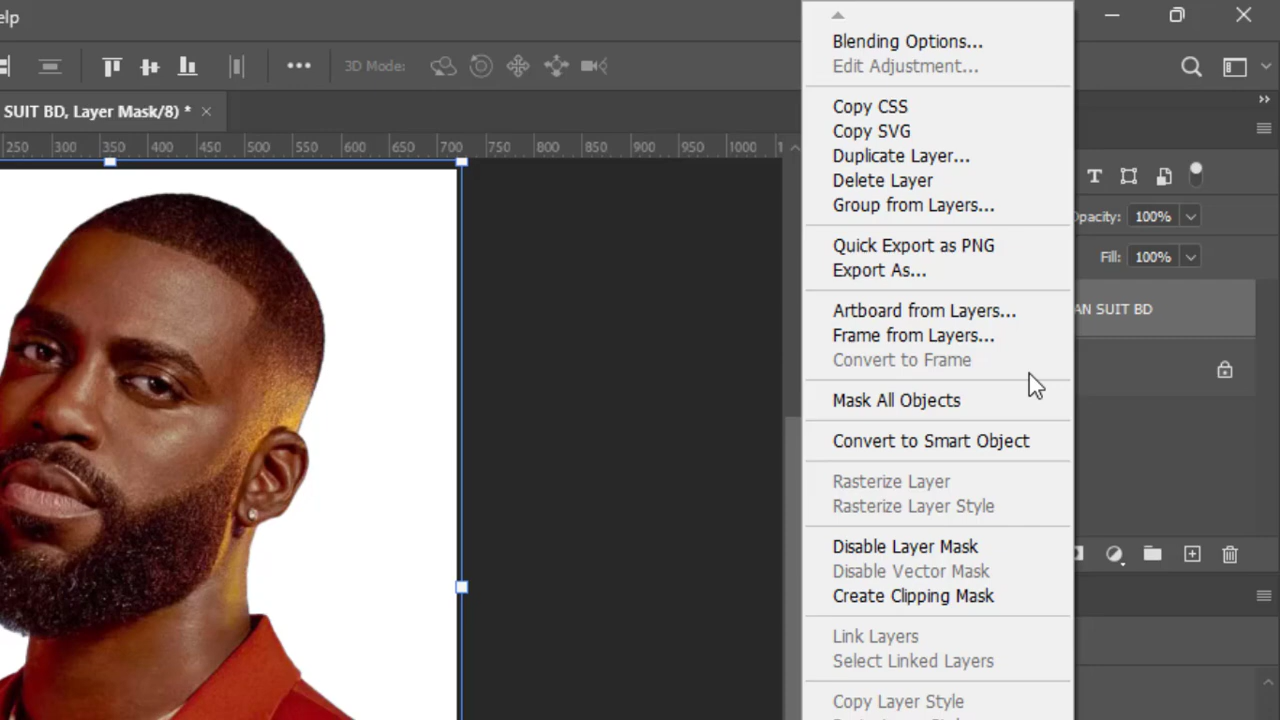 elp
3D Mode:
SUIT BD, Layer Mask/8) *
250 300 350 400 450 500 550 600 650 700 750 800 850 900 950 1000
Blending Options...
Edit Adjustment...
Copy CSS
Copy SVG
Duplicate Layer...
Delete Layer
Group from Layers...
Quick Export as PNG
Export As...
Artboard from Layers...
Frame from Layers...
Convert to Frame
Mask All Objects
Convert to Smart Object
Rasterize Layer
Rasterize Layer Style
Disable Layer Mask
Disable Vector Mask
Create Clipping Mask
Link Layers
Select Linked Layers
Copy Layer Style
Opacity: 100%
Fill: 100%
AN SUIT BD